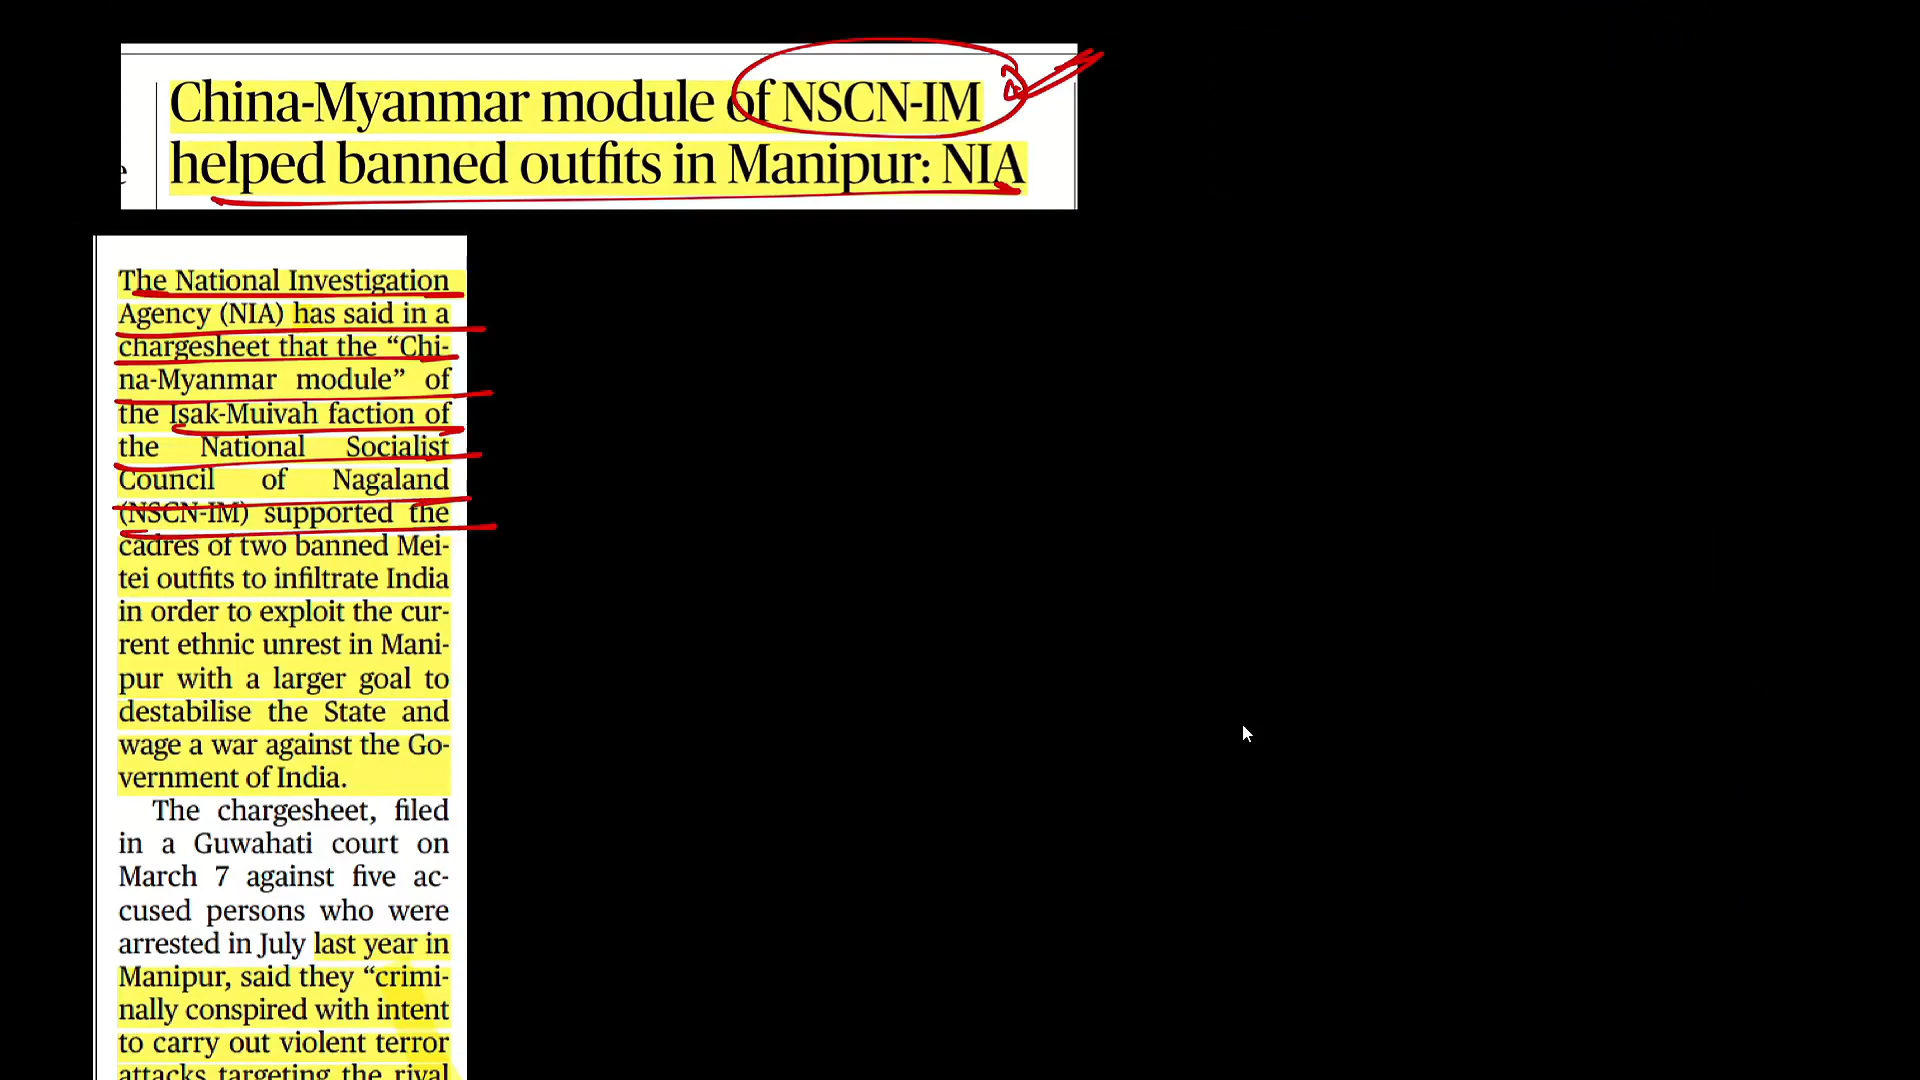 China-Myanmar module of NSCN-IM
helped banned outfits in Manipur: NIA
e
The National Investigation
Agency (NIA) has said in a
chargesheet that the “Chi-
na-Myanmar module” of
the Isak-Muivah faction of
the National Socialist
Council of Nagaland
(NSCN-IM) supported the
cadres of two banned Mei-
tei outfits to infiltrate India
in order to exploit the cur-
rent ethnic unrest in Mani-
pur with a larger goal to
destabilise the State and
wage a war against the Go-
vernment of India.
The chargesheet, filed
in a Guwahati court on
March 7 against five ac-
cused persons who were
arrested in July last year in
Manipur, said they “crimi-
nally conspired with intent
to carry out violent terror
attacks targeting the rival